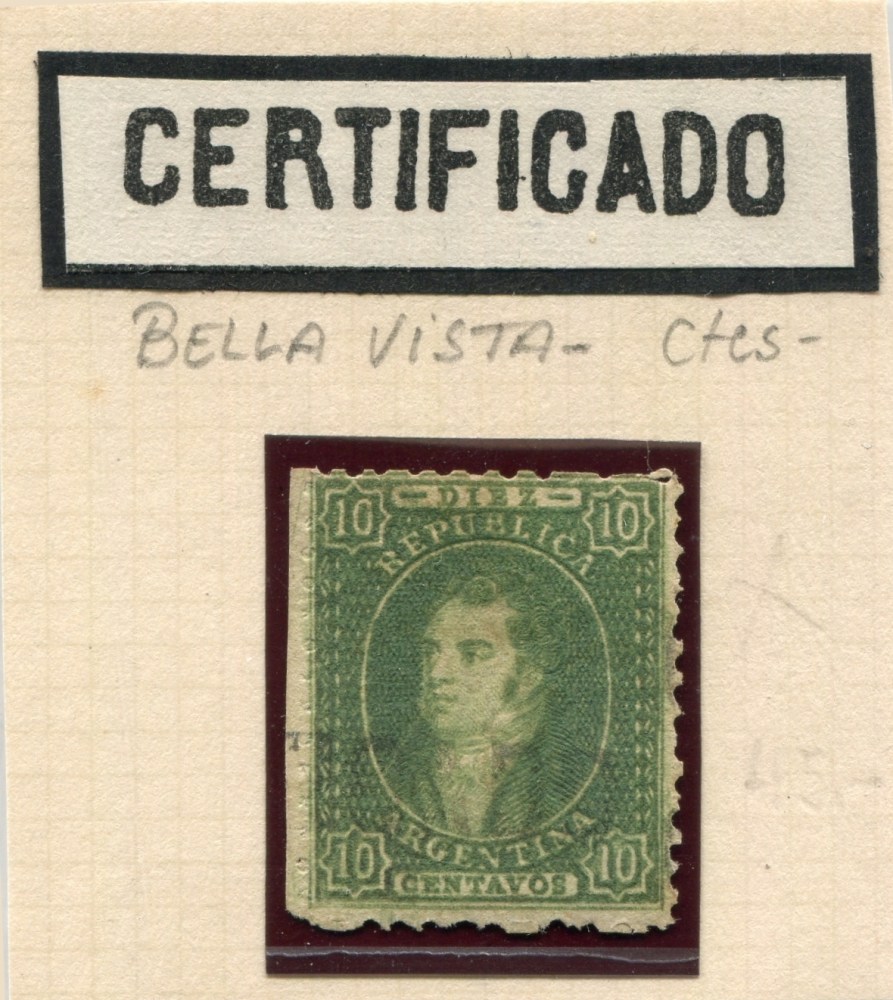 CERTIFICADO
BELLA VISTA- Ctes-
10 DIEZ 10
REPUBLICA
ARGENTINA
10 CENTAVOS 10